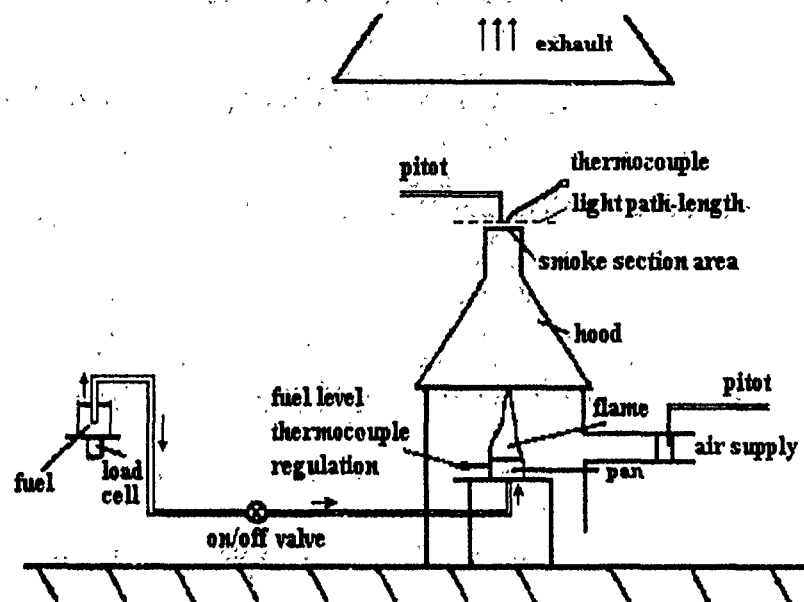 exhault
pitot
thermocouple
light path-length
smoke section area
hood
pitot
fuel level
thermocouple
regulation
flame
air supply
pan
fuel
load
cell
on/off valve